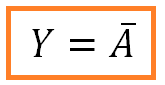 Y = Ā